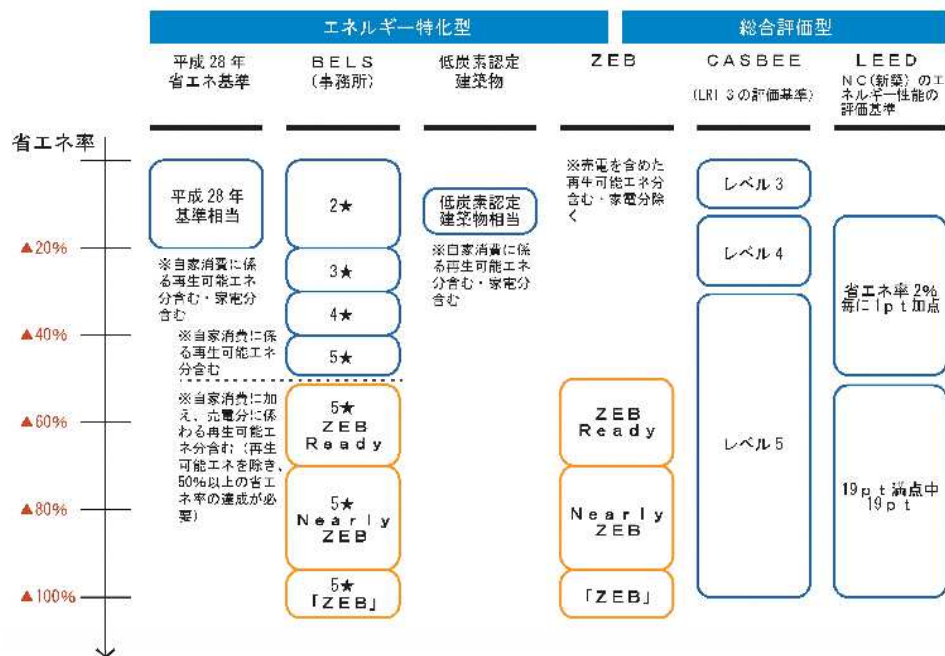 エネルギー特化型
総合評価型
平成28年
省エネ基準
BELS
(事務所)
低炭素認定
建築物
ZEB
CASBEE
(LR1 3の評価基準)
LEED
NC(新築)のエ
ネルギー性能の
評価基準
省エネ率
▲20%
▲40%
▲60%
▲80%
▲100%
平成28年
基準相当
※自家消費に係
る再生可能エネ
分含む・家電分
含む
※自家消費に係
る再生可能エネ
分含む
※自家消費に加
え、売電分に係
わる再生可能エ
ネ分含む(再生
可能エネを除き、
50%以上の省エ
ネ率の達成が必
要)
2★
3★
4★
5★
5★
ZEB
Ready
5★
Nearly
ZEB
5★
「ZEB」
低炭素認定
建築物相当
※自家消費に係
る再生可能エネ
分含む・家電分
含む
※売電を含めた
再生可能エネ分
含む・家電分除
く
ZEB
Ready
Nearly
ZEB
「ZEB」
レベル3
レベル4
レベル5
省エネ率2%
毎に1pt加点
19pt満点中
19pt